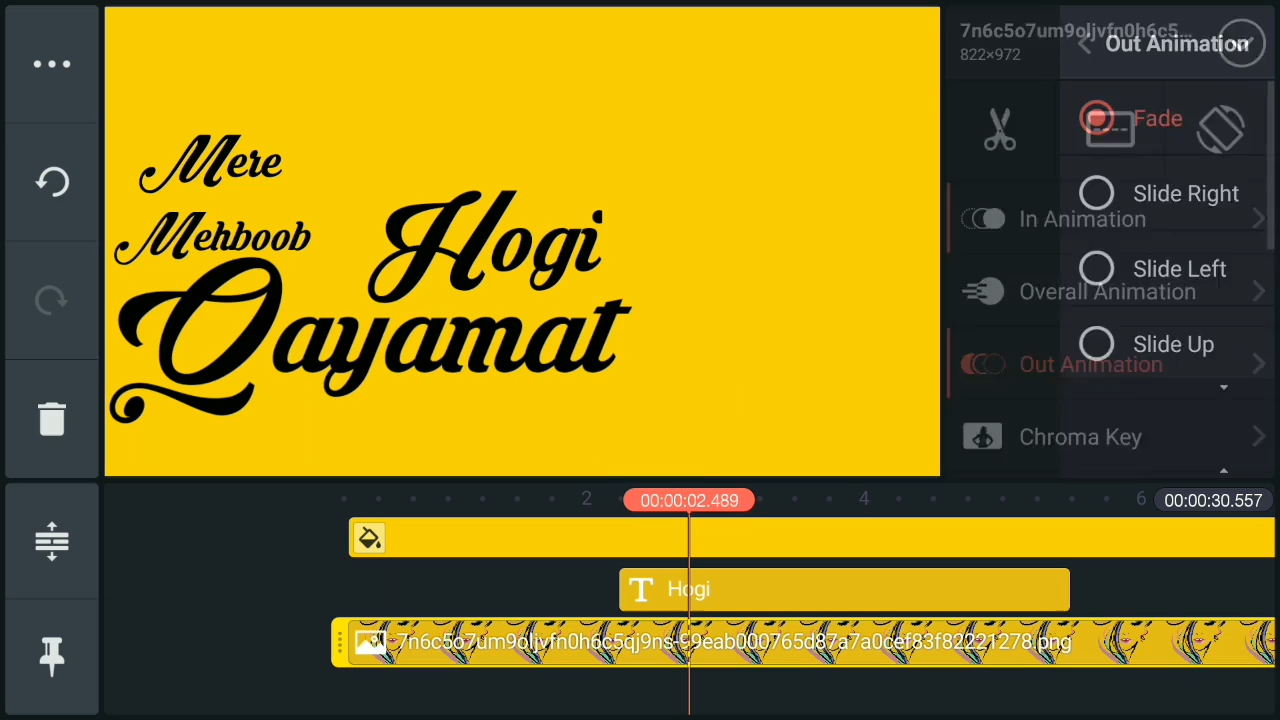 7n6c5o7um9oljvfn0h6c5...
822×972
Out Animation
Fade
Slide Right
In Animation
Slide Left
Overall Animation
Slide Up
Out Animation
Chroma Key
Mere
Mehboob
Hogi
Qayamat
2
00:00:02.489
4
6
00:00:30.557
Hogi
7n6c5o7um9oljvfn0h6c5qj9ns-99eab000765d87a7a0cef83f82221278.png